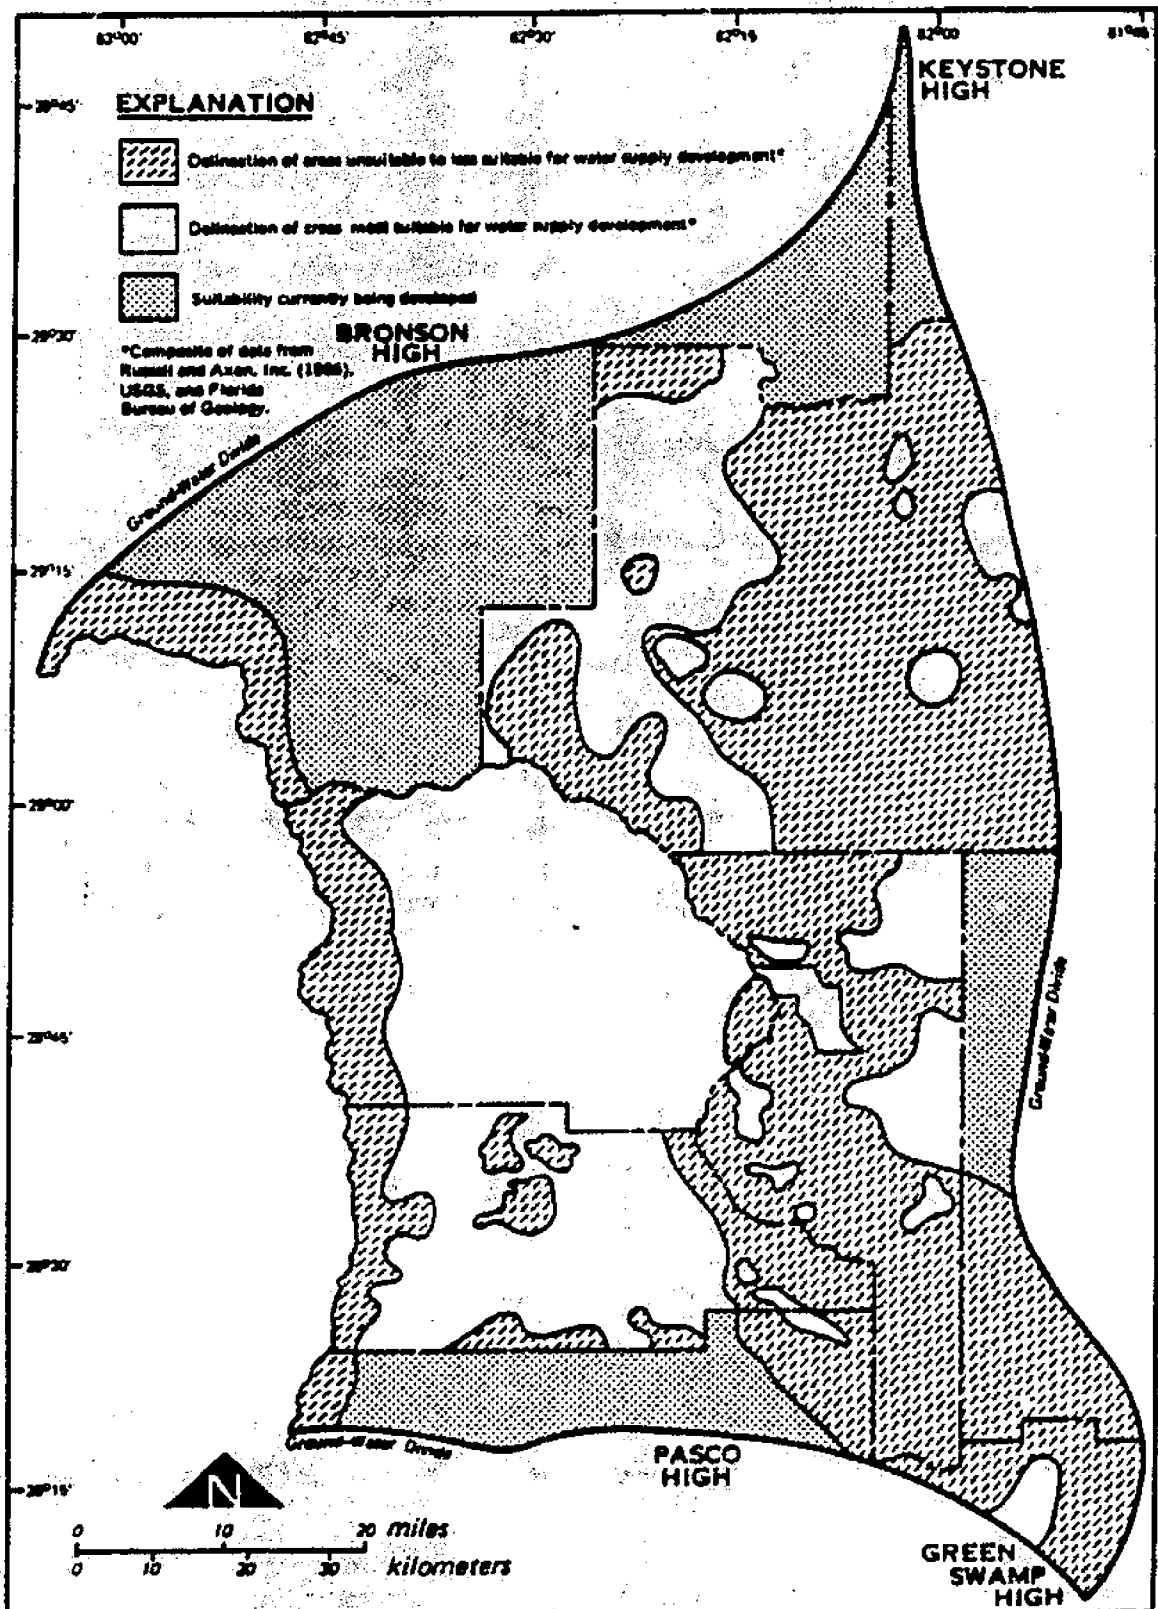 83°00' 82°45' 82°30' 82°15' 82°00' 81°45'
KEYSTONE
HIGH
EXPLANATION
29°45'
Delineation of areas unsuitable to less suitable for water supply development*
Delineation of areas most suitable for water supply development*
Suitability currently being developed
29°30'
BRONSON
HIGH
*Composite of data from
Russell and Axon, Inc. (1966),
USGS, and Florida
Bureau of Geology.
Ground-Water Divide
29°15'
29°00'
Ground-Water Divide
28°45'
28°30'
Ground-Water Divide
PASCO
HIGH
28°15'
N
0 10 20 miles
0 10 20 30 kilometers
GREEN
SWAMP
HIGH